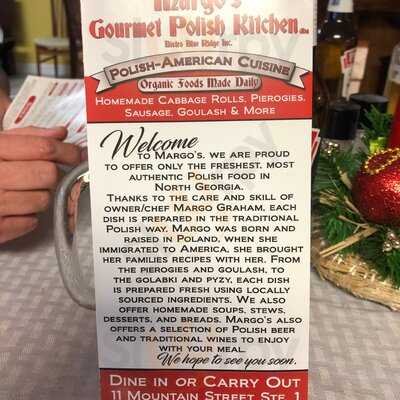 Margo's
Gourmet Polish Kitchen dba
Bistro Blue Ridge Inc.
Polish-American Cuisine
Organic Foods Made Daily
Homemade Cabbage Rolls, Pierogies,
Sausage, Goulash & More
Welcome
to Margo's. We are proud
to offer only the freshest, most
authentic Polish food in
North Georgia.
Thanks to the care and skill of
owner/chef Margo Graham, each
dish is prepared in the traditional
Polish way. Margo was born and
raised in Poland, when she
immigrated to America, she brought
her families recipes with her. From
the pierogies and goulash, to
the golabki and pyzy, each dish
is prepared fresh using locally
sourced ingredients. We also
offer homemade soups, stews,
desserts, and breads. Margo's also
offers a selection of Polish beer
and traditional wines to enjoy
with your meal.
We hope to see you soon.
Dine in or Carry Out
11 Mountain Street Ste. 1